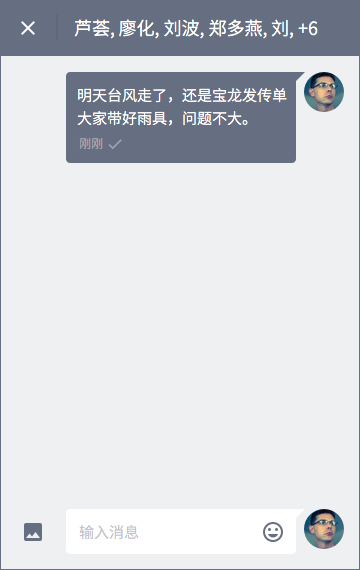 芦荟, 廖化, 刘波, 郑多燕, 刘, +6
明天台风走了，还是宝龙发传单
大家带好雨具，问题不大。
刚刚
输入消息